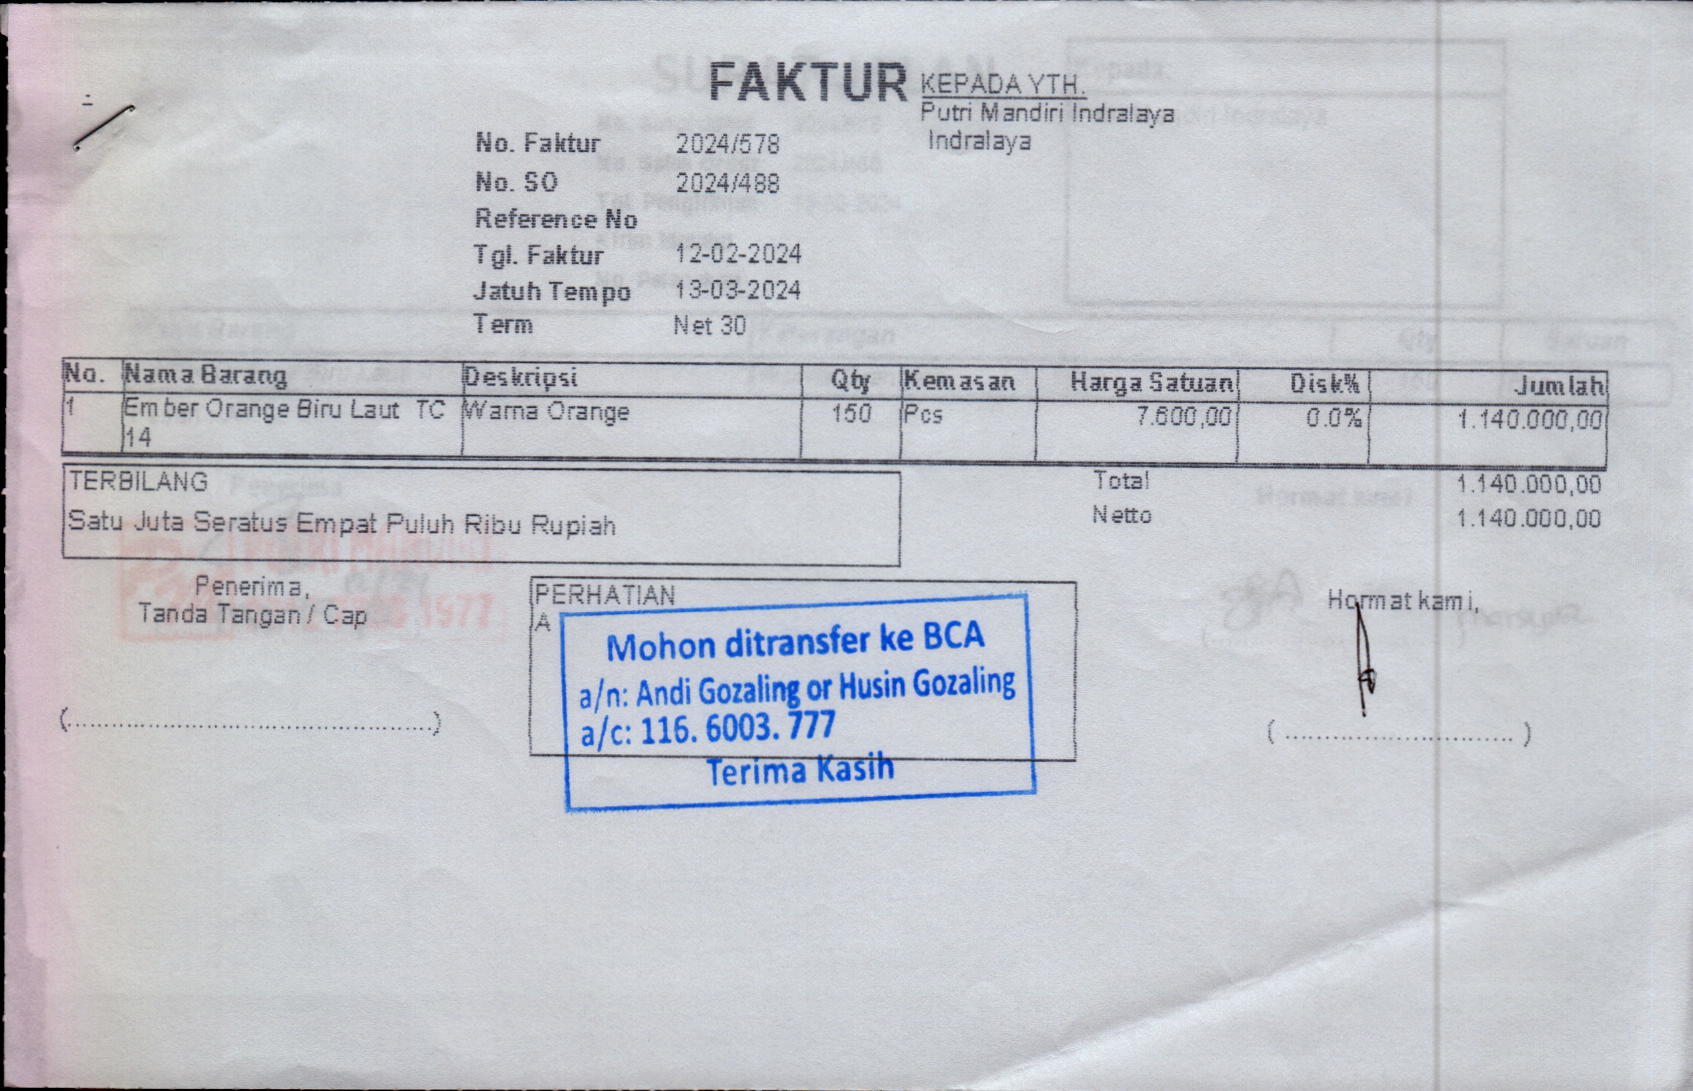 FAKTUR
KEPADA YTH.
Putri Mandiri Indralaya
Indralaya
No. Faktur 2024/578
No. SO 2024/488
Reference No
Tgl. Faktur 12-02-2024
Jatuh Tempo 13-03-2024
Term Net 30
No. Nama Barang Deskripsi Qty Kemasan Harga Satuan Disk% Jumlah
1 Ember Orange Biru Laut TC Warna Orange 150 Pcs 7.600,00 0.0% 1.140.000,00
14
TERBILANG
Satu Juta Seratus Empat Puluh Ribu Rupiah
Total 1.140.000,00
Netto 1.140.000,00
Penerima,
Tanda Tangan / Cap
(......................................................)
PERHATIAN
A
Mohon ditransfer ke BCA
a/n: Andi Gozaling or Husin Gozaling
a/c: 116. 6003. 777
Terima Kasih
Hormat kami,
( .................................. )